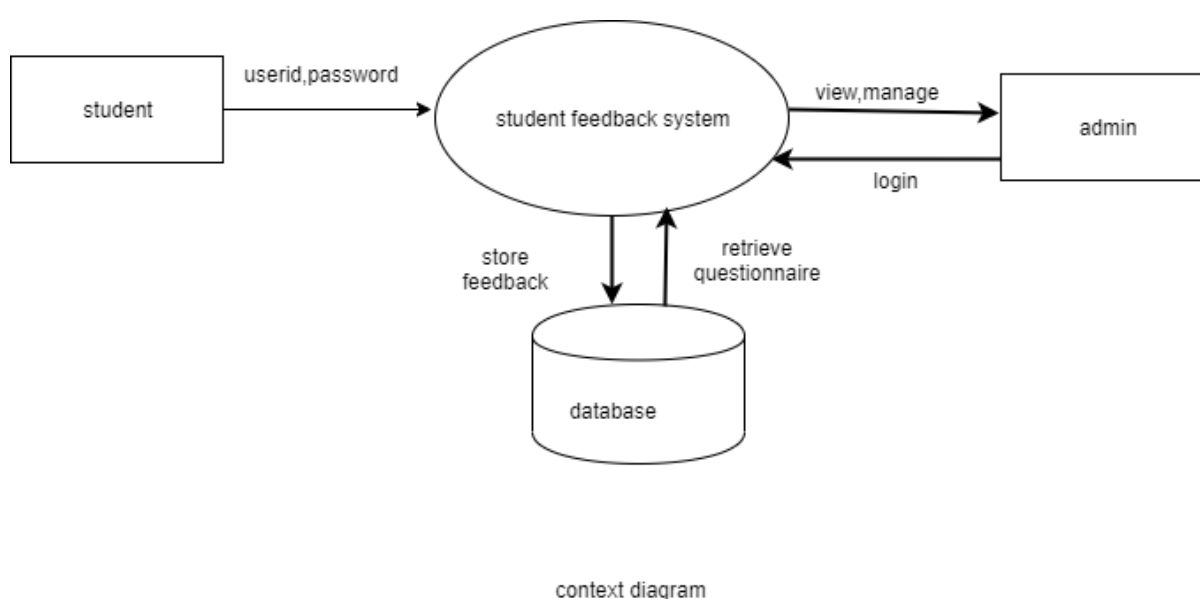 student
userid,password
student feedback system
view,manage
admin
login
store
feedback
retrieve
questionnaire
database
context diagram